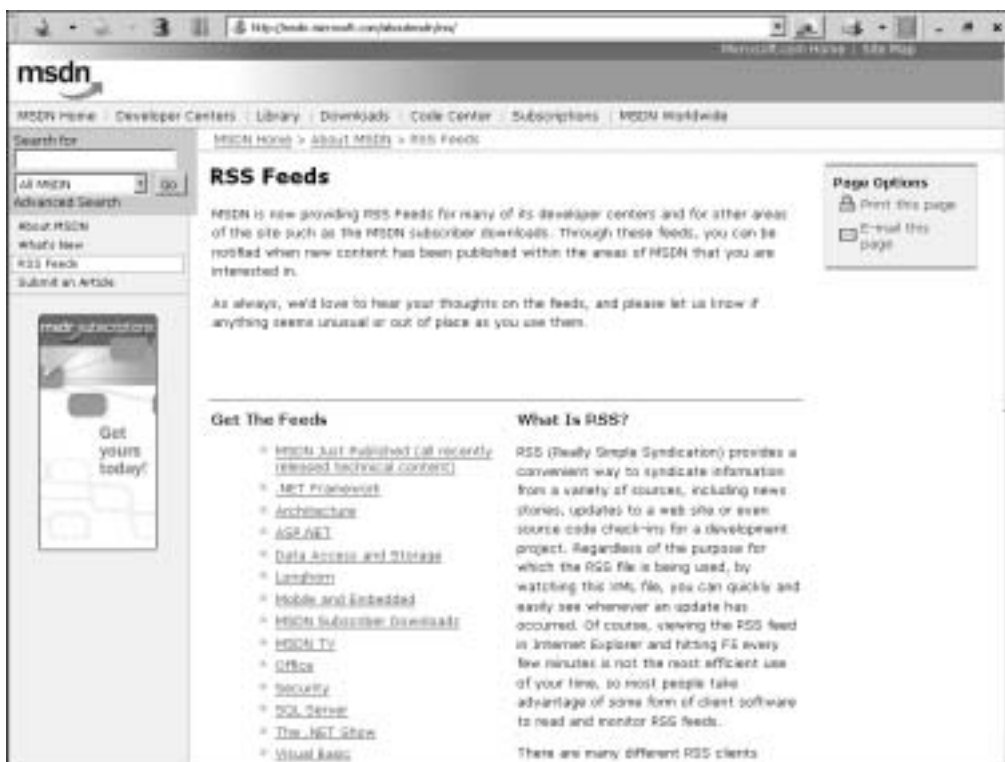 http://msdn.microsoft.com/aboutmsdn/rss/
Microsoft.com Home | Site Map
msdn
MSDN Home | Developer Centers | Library | Downloads | Code Center | Subscriptions | MSDN Worldwide
Search for
All MSDN
Go
Advanced Search
About MSDN
What's New
RSS Feeds
Submit an Article
msdn subscriptions
Get
yours
today!
MSDN Home > About MSDN > RSS Feeds
RSS Feeds
MSDN is now providing RSS Feeds for many of its developer centers and for other areas
of the site such as the MSDN subscriber downloads. Through these feeds, you can be
notified when new content has been published within the areas of MSDN that you are
interested in.
As always, we'd love to hear your thoughts on the feeds, and please let us know if
anything seems unusual or out of place as you use them.
Page Options
Print this page
E-mail this
page
Get The Feeds
MSDN Just Published (all recently
released technical content)
.NET Framework
Architecture
ASP.NET
Data Access and Storage
Longhorn
Mobile and Embedded
MSDN Subscriber Downloads
MSDN TV
Office
Security
SQL Server
The .NET Show
Visual Basic
What Is RSS?
RSS (Really Simple Syndication) provides a
convenient way to syndicate information
from a variety of sources, including news
stories, updates to a web site or even
source code check-ins for a development
project. Regardless of the purpose for
which the RSS file is being used, by
watching this XML file, you can quickly and
easily see whenever an update has
occurred. Of course, viewing the RSS feed
in Internet Explorer and hitting F5 every
few minutes is not the most efficient use
of your time, so most people take
advantage of some form of client software
to read and monitor RSS feeds.
There are many different RSS clients